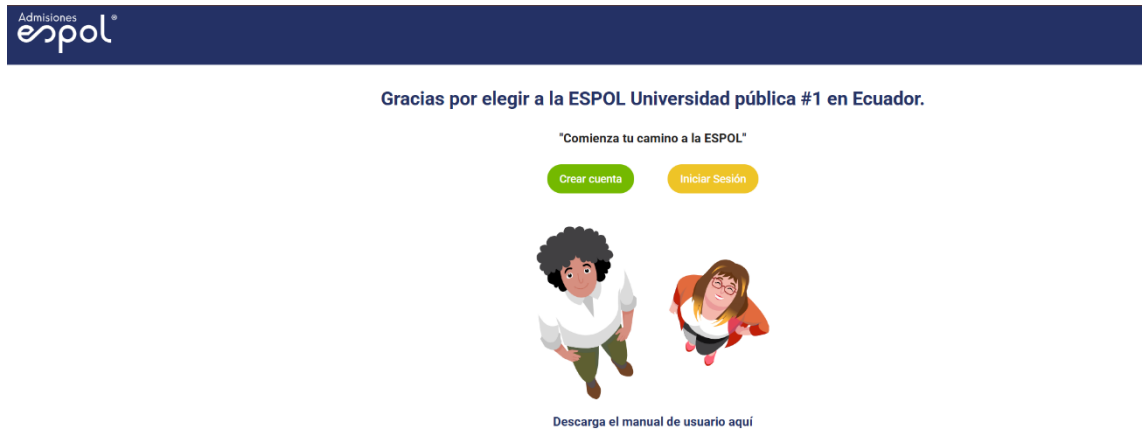 Admisiones
espol®
Gracias por elegir a la ESPOL Universidad pública #1 en Ecuador.
"Comienza tu camino a la ESPOL"
Crear cuenta Iniciar Sesión
Descarga el manual de usuario aquí